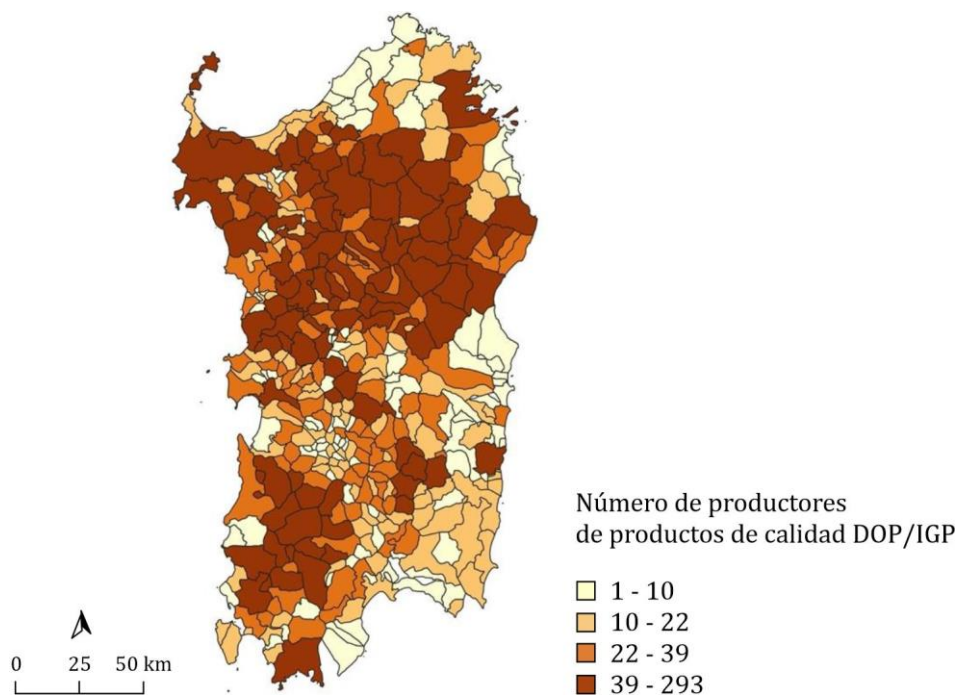 Número de productores
de productos de calidad DOP/IGP
1 - 10
10 - 22
22 - 39
39 - 293
0 25 50 km